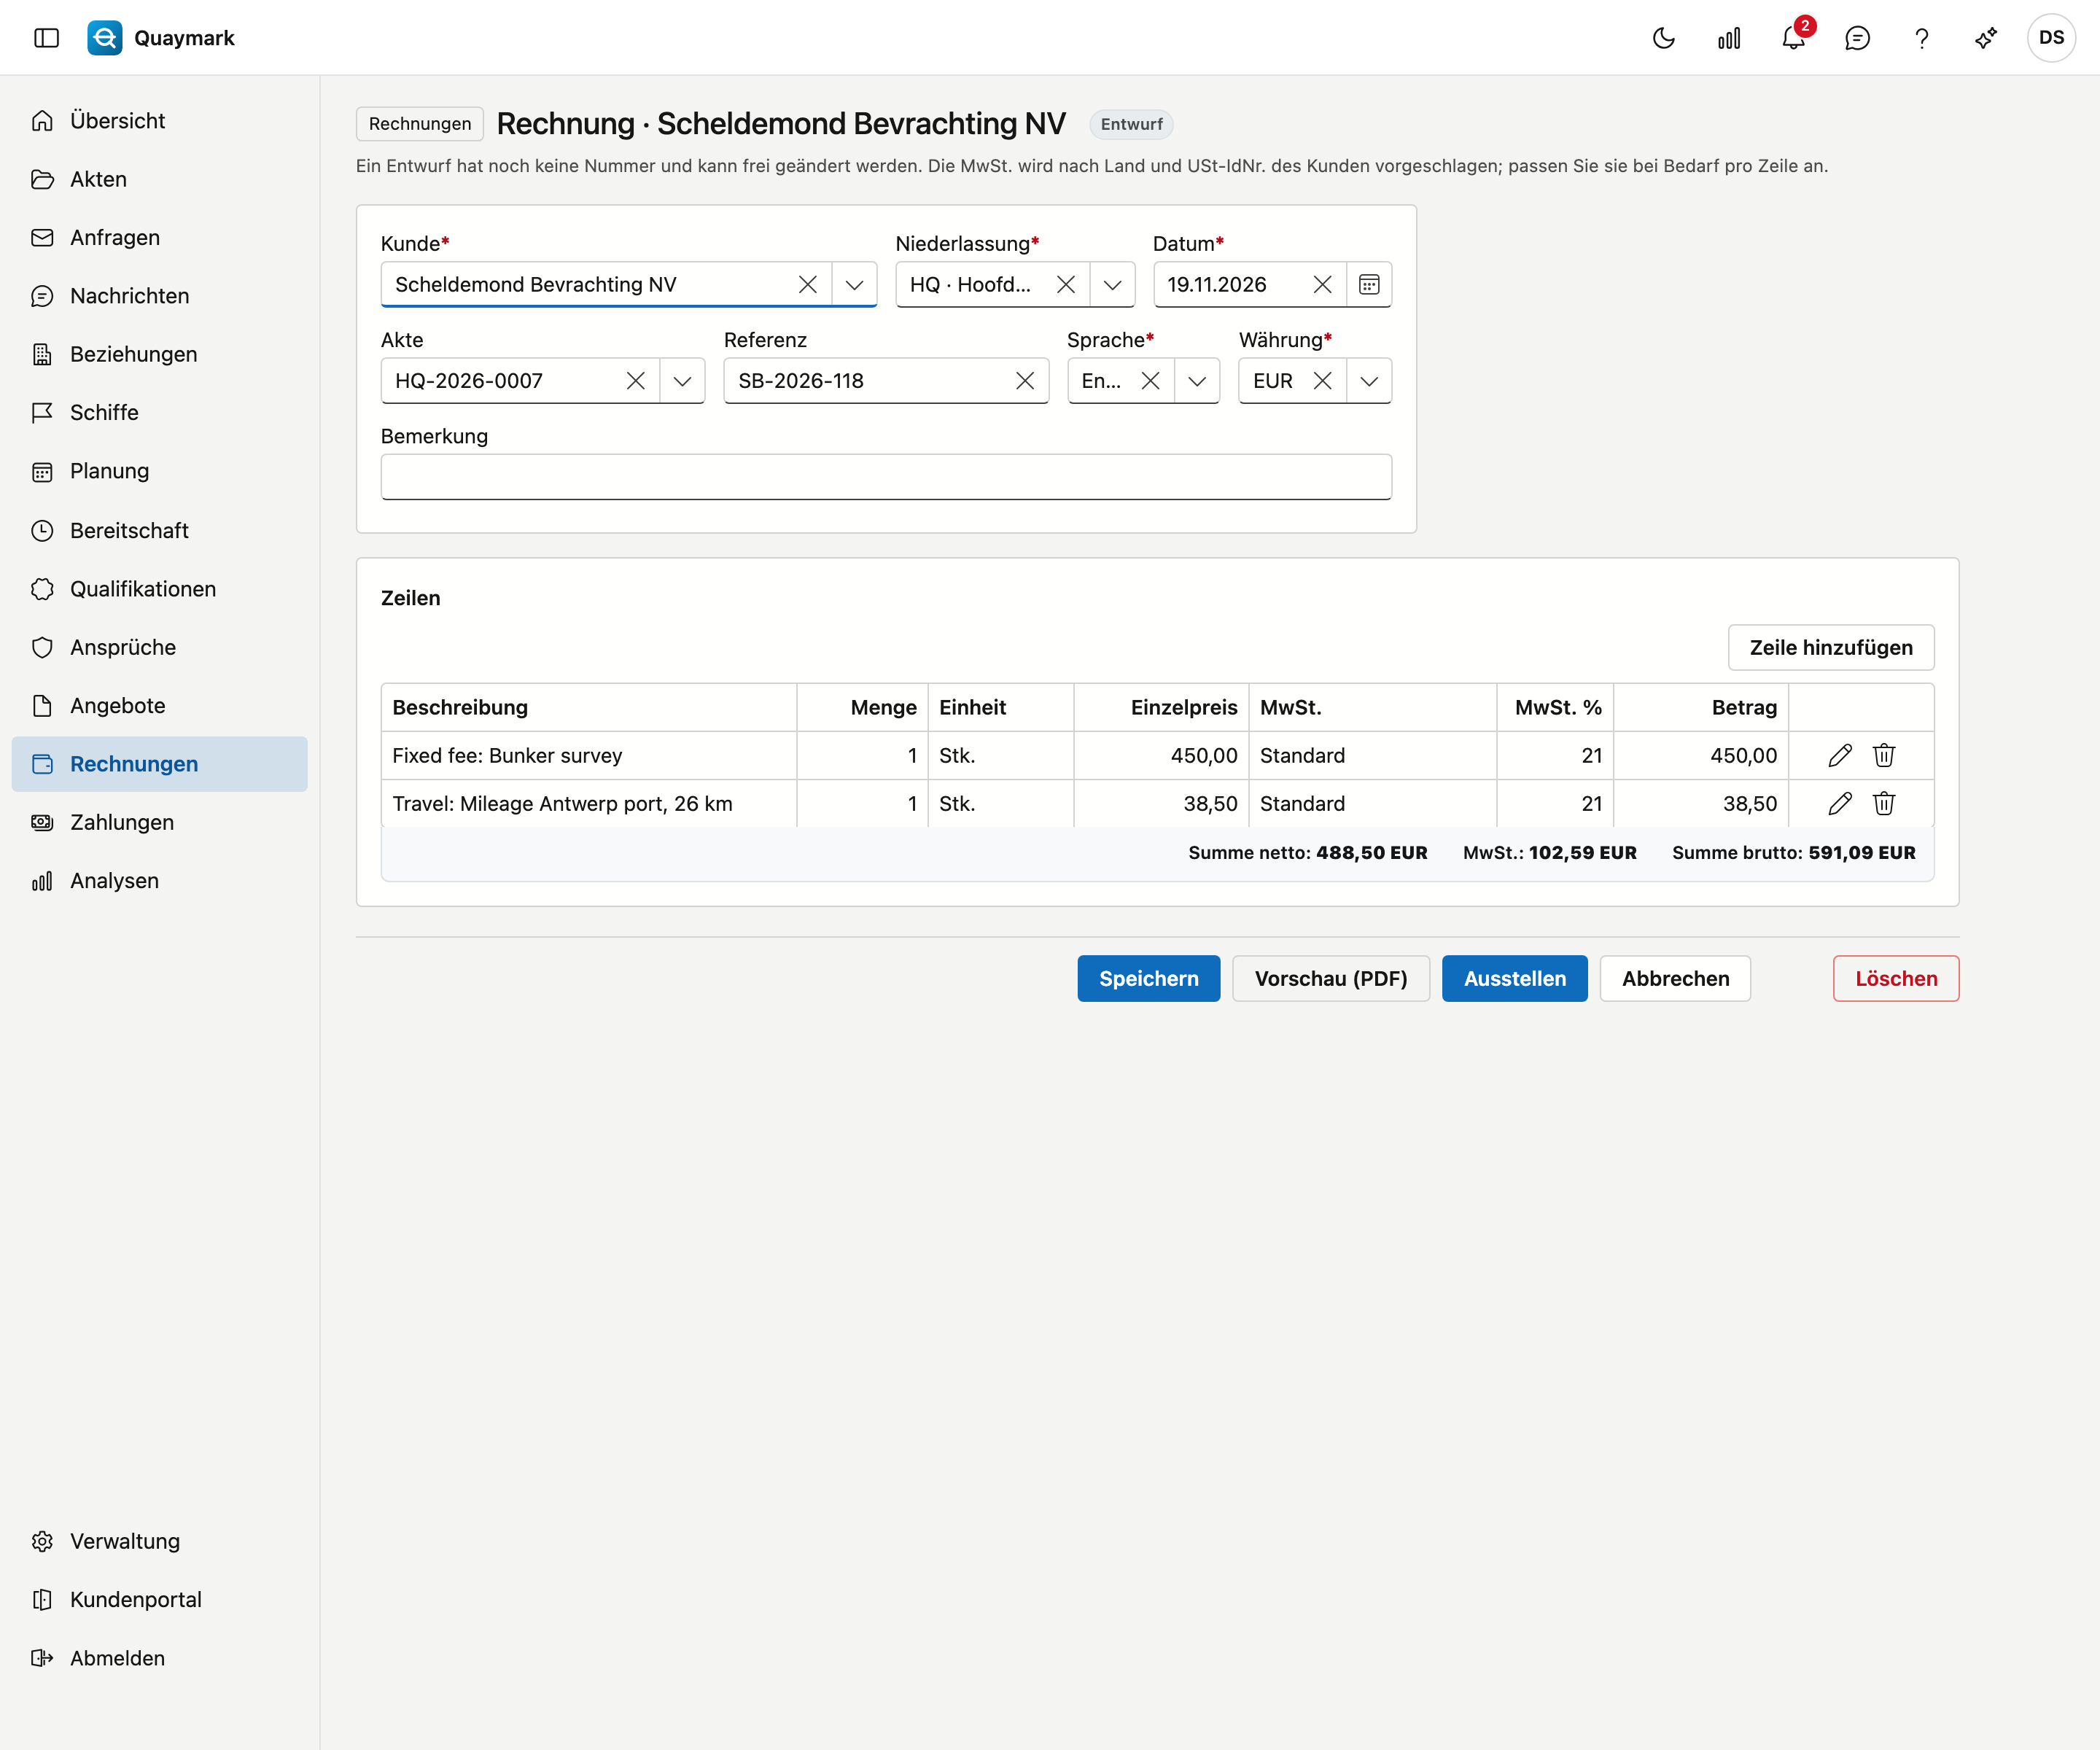 Quaymark
2
DS
Übersicht
Akten
Anfragen
Nachrichten
Beziehungen
Schiffe
Planung
Bereitschaft
Qualifikationen
Ansprüche
Angebote
Rechnungen
Zahlungen
Analysen
Verwaltung
Kundenportal
Abmelden
Rechnungen Rechnung · Scheldemond Bevrachting NV Entwurf
Ein Entwurf hat noch keine Nummer und kann frei geändert werden. Die MwSt. wird nach Land und USt-IdNr. des Kunden vorgeschlagen; passen Sie sie bei Bedarf pro Zeile an.
Kunde* Niederlassung* Datum*
Scheldemond Bevrachting NV HQ · Hoofd... 19.11.2026
Akte Referenz Sprache* Währung*
HQ-2026-0007 SB-2026-118 En... EUR
Bemerkung
Zeilen
Zeile hinzufügen
Beschreibung Menge Einheit Einzelpreis MwSt. MwSt. % Betrag
Fixed fee: Bunker survey 1 Stk. 450,00 Standard 21 450,00
Travel: Mileage Antwerp port, 26 km 1 Stk. 38,50 Standard 21 38,50
Summe netto: 488,50 EUR MwSt.: 102,59 EUR Summe brutto: 591,09 EUR
Speichern Vorschau (PDF) Ausstellen Abbrechen Löschen